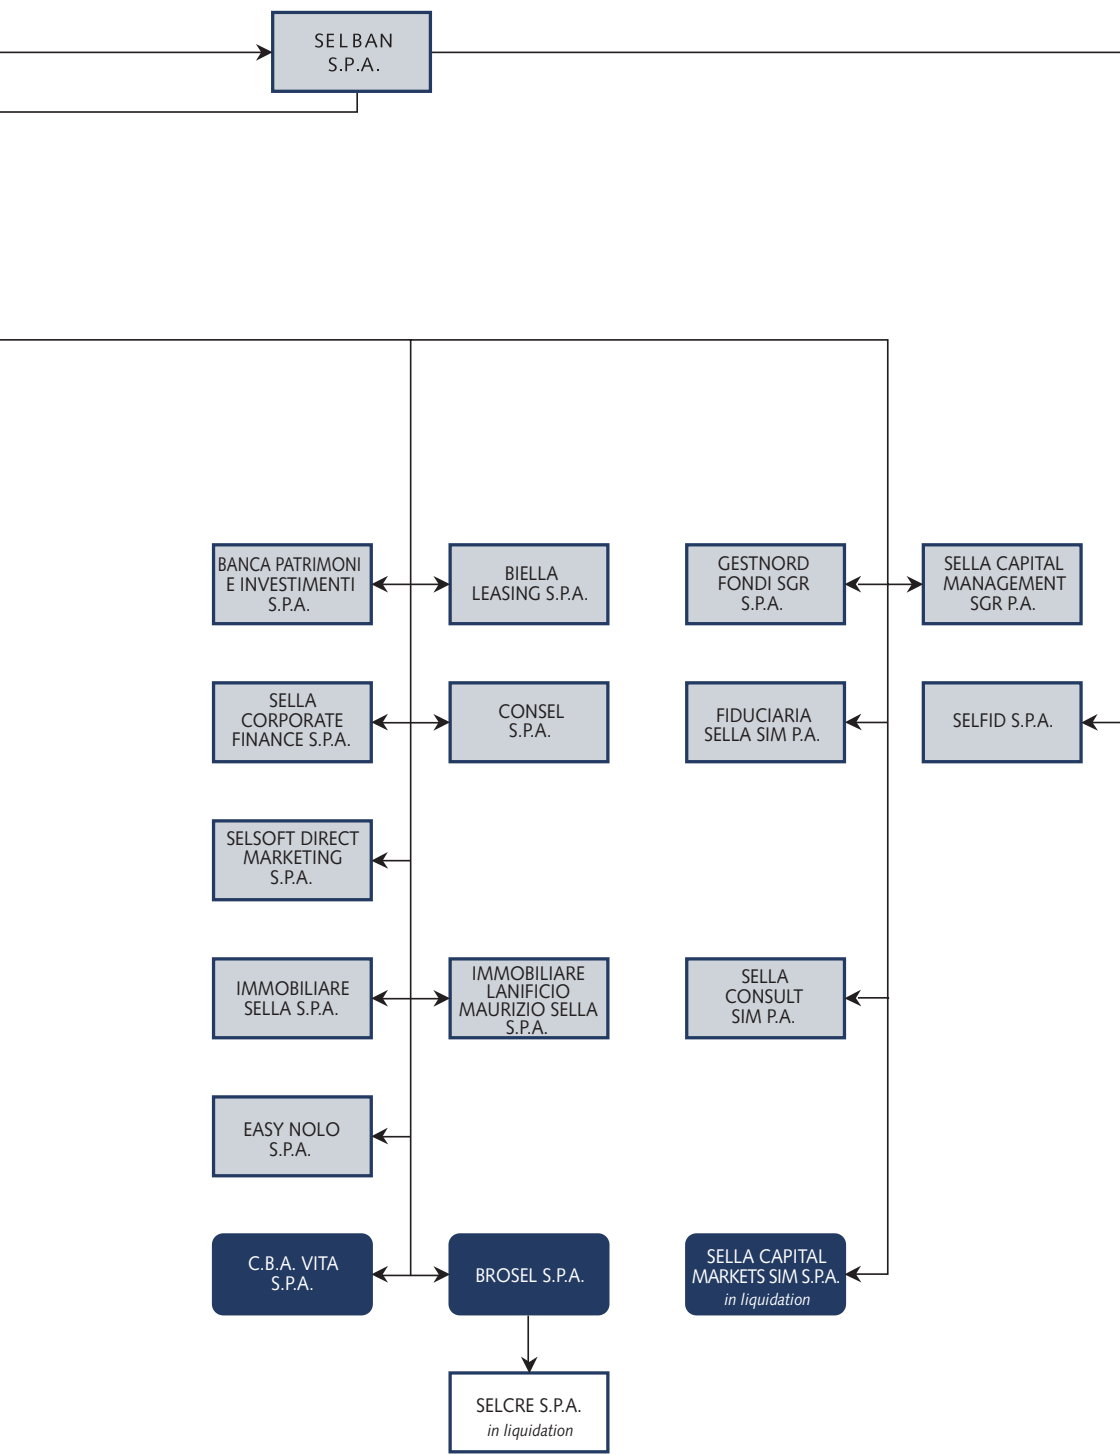 SELBAN
S.P.A.
BANCA PATRIMONI
E INVESTIMENTI
S.P.A.
BIELLA
LEASING S.P.A.
GESTNORD
FONDI SGR
S.P.A.
SELLA CAPITAL
MANAGEMENT
SGR P.A.
SELLA
CORPORATE
FINANCE S.P.A.
CONSEL
S.P.A.
FIDUCIARIA
SELLA SIM P.A.
SELFID S.P.A.
SELSOFT DIRECT
MARKETING
S.P.A.
IMMOBILIARE
SELLA S.P.A.
IMMOBILIARE
LANIFICIO
MAURIZIO SELLA
S.P.A.
SELLA
CONSULT
SIM P.A.
EASY NOLO
S.P.A.
C.B.A. VITA
S.P.A.
BROSEL S.P.A.
SELLA CAPITAL
MARKETS SIM S.P.A.
in liquidation
SELCRE S.P.A.
in liquidation